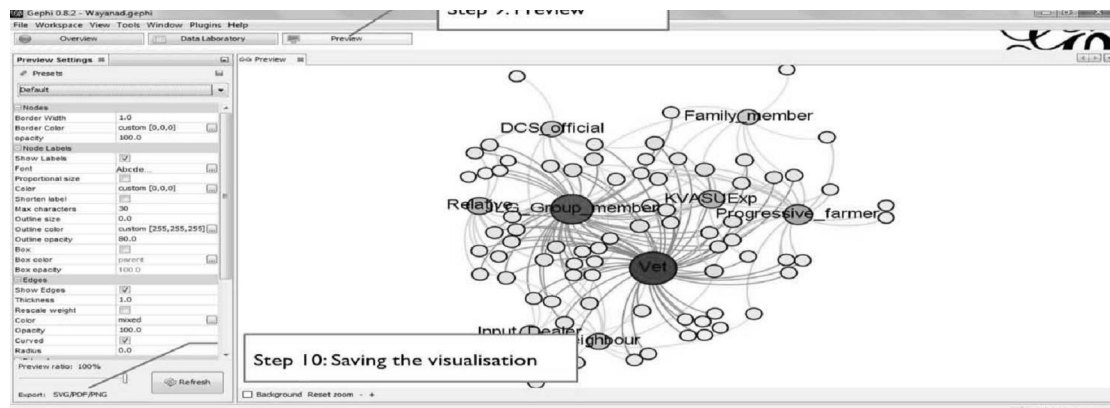 Gephi 0.8.2 - Wayanad.gephi
Step 9: Preview
File Workspace View Tools Window Plugins Help
Overview Data Laboratory Preview
Preview Settings
Presets
Default
Nodes
Border Width 1.0
Border Color custom [0,0,0]
opacity 100.0
Node Labels
Show Labels
Font Abcde...
Proportional size
Color custom [0,0,0]
Shorten label
Max characters 30
Outline size 0.0
Outline color custom [255,255,255]
Outline opacity 80.0
Box
Box color parent
Box opacity 100.0
Edges
Show Edges
Thickness 1.0
Rescale weight
Color mixed
Opacity 100.0
Curved
Radius 0.0
Preview ratio: 100%
Refresh
Export: SVG/PDF/PNG
Preview
Family_member
DCS_official
KVASUExp
Relative
JLG_Group_member
Progressive_farmer
Vet
Input_Dealer
eighbour
Step 10: Saving the visualisation
Background Reset zoom - +